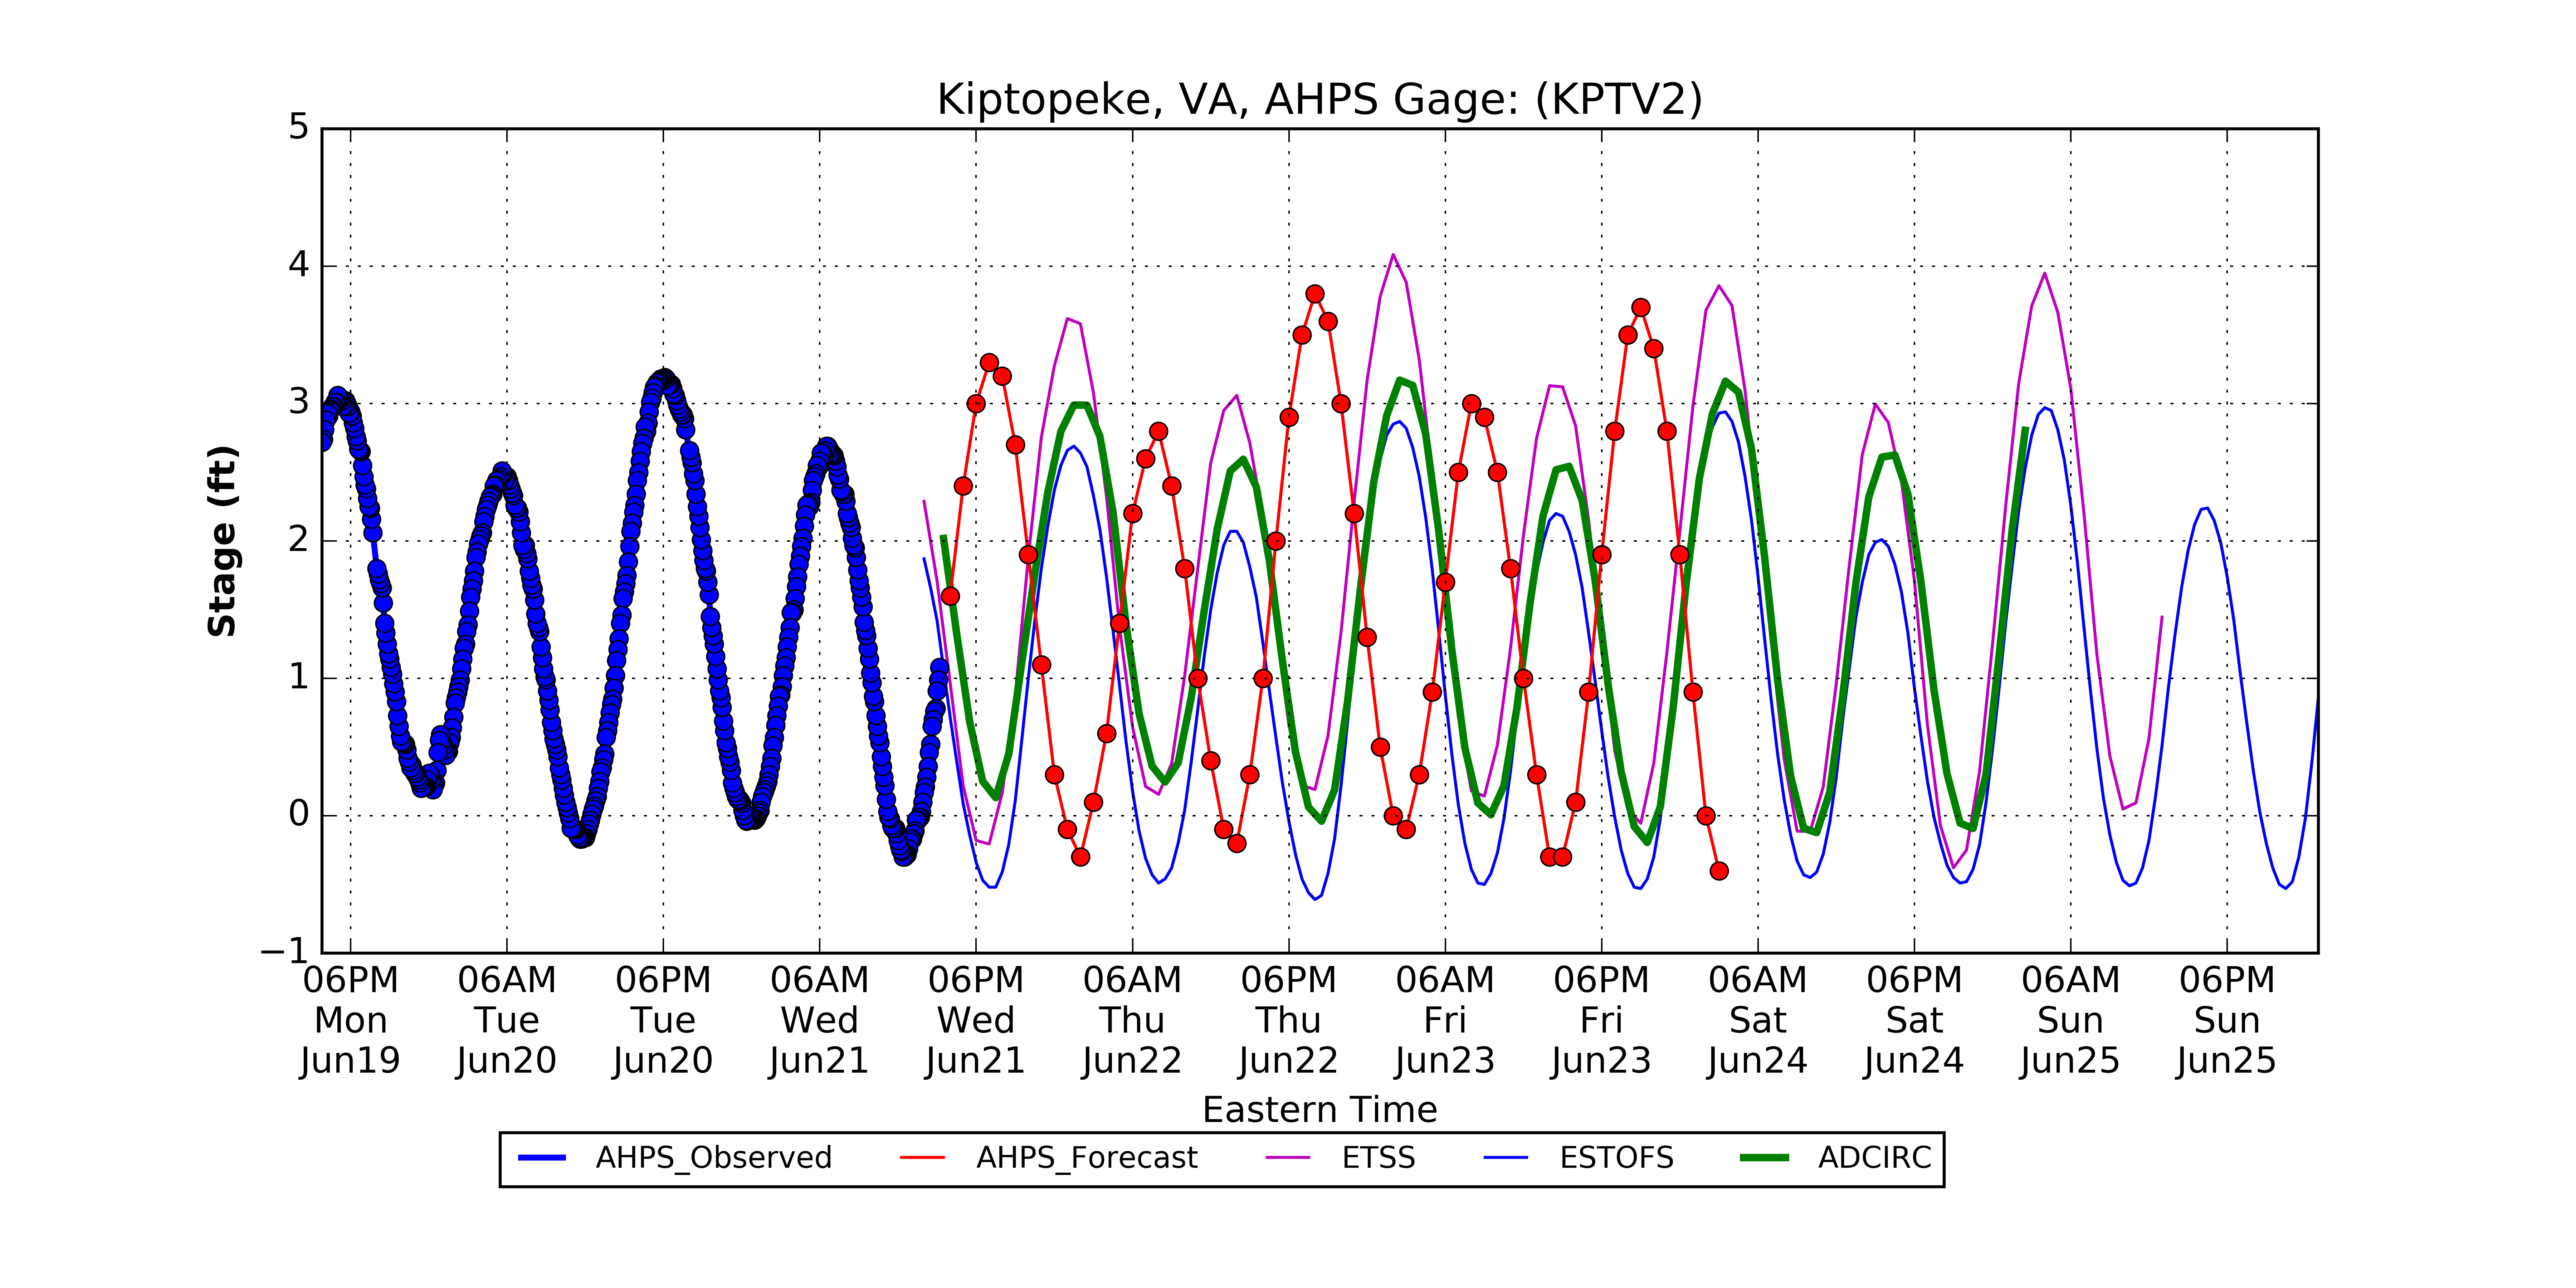 Kiptopeke, VA, AHPS Gage: (KPTV2)
Stage (ft)
5
4
3
2
1
0
−1
06PM 06AM 06PM 06AM 06PM 06AM 06PM 06AM 06PM 06AM 06PM 06AM 06PM
Mon Tue Tue Wed Wed Thu Thu Fri Fri Sat Sat Sun Sun
Jun19 Jun20 Jun20 Jun21 Jun21 Jun22 Jun22 Jun23 Jun23 Jun24 Jun24 Jun25 Jun25
Eastern Time
AHPS_Observed AHPS_Forecast ETSS ESTOFS ADCIRC